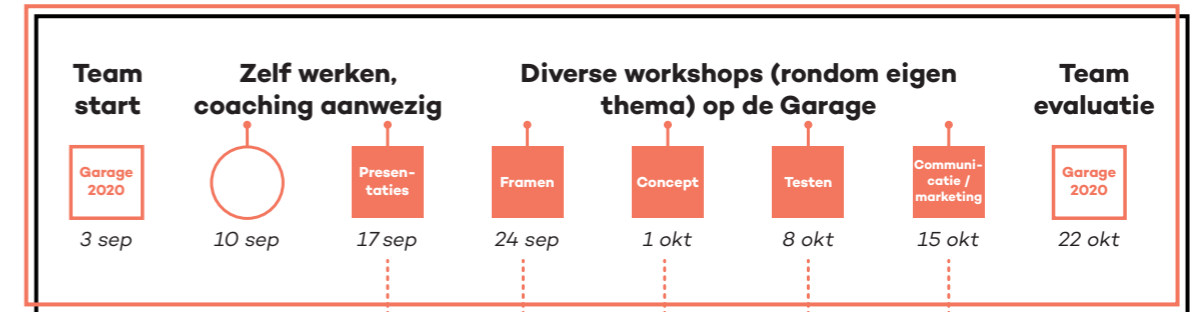 Team
start
Zelf werken,
coaching aanwezig
Diverse workshops (rondom eigen
thema) op de Garage
Team
evaluatie
Garage
2020
Presen-
taties
Framen
Concept
Testen
Communi-
catie /
marketing
Garage
2020
3 sep
10 sep
17 sep
24 sep
1 okt
8 okt
15 okt
22 okt